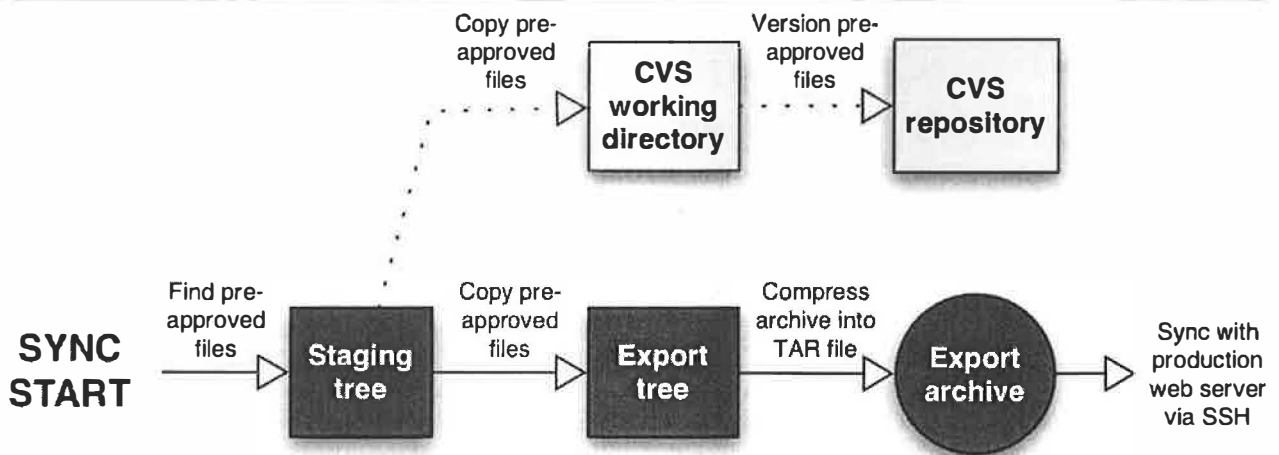 Copy pre-
approved
files
CVS
working
directory
Version pre-
approved
files
CVS
repository
SYNC
START
Find pre-
approved
files
Staging
tree
Copy pre-
approved
files
Export
tree
Compress
archive into
TAR file
Export
archive
Sync with
production
web server
via SSH